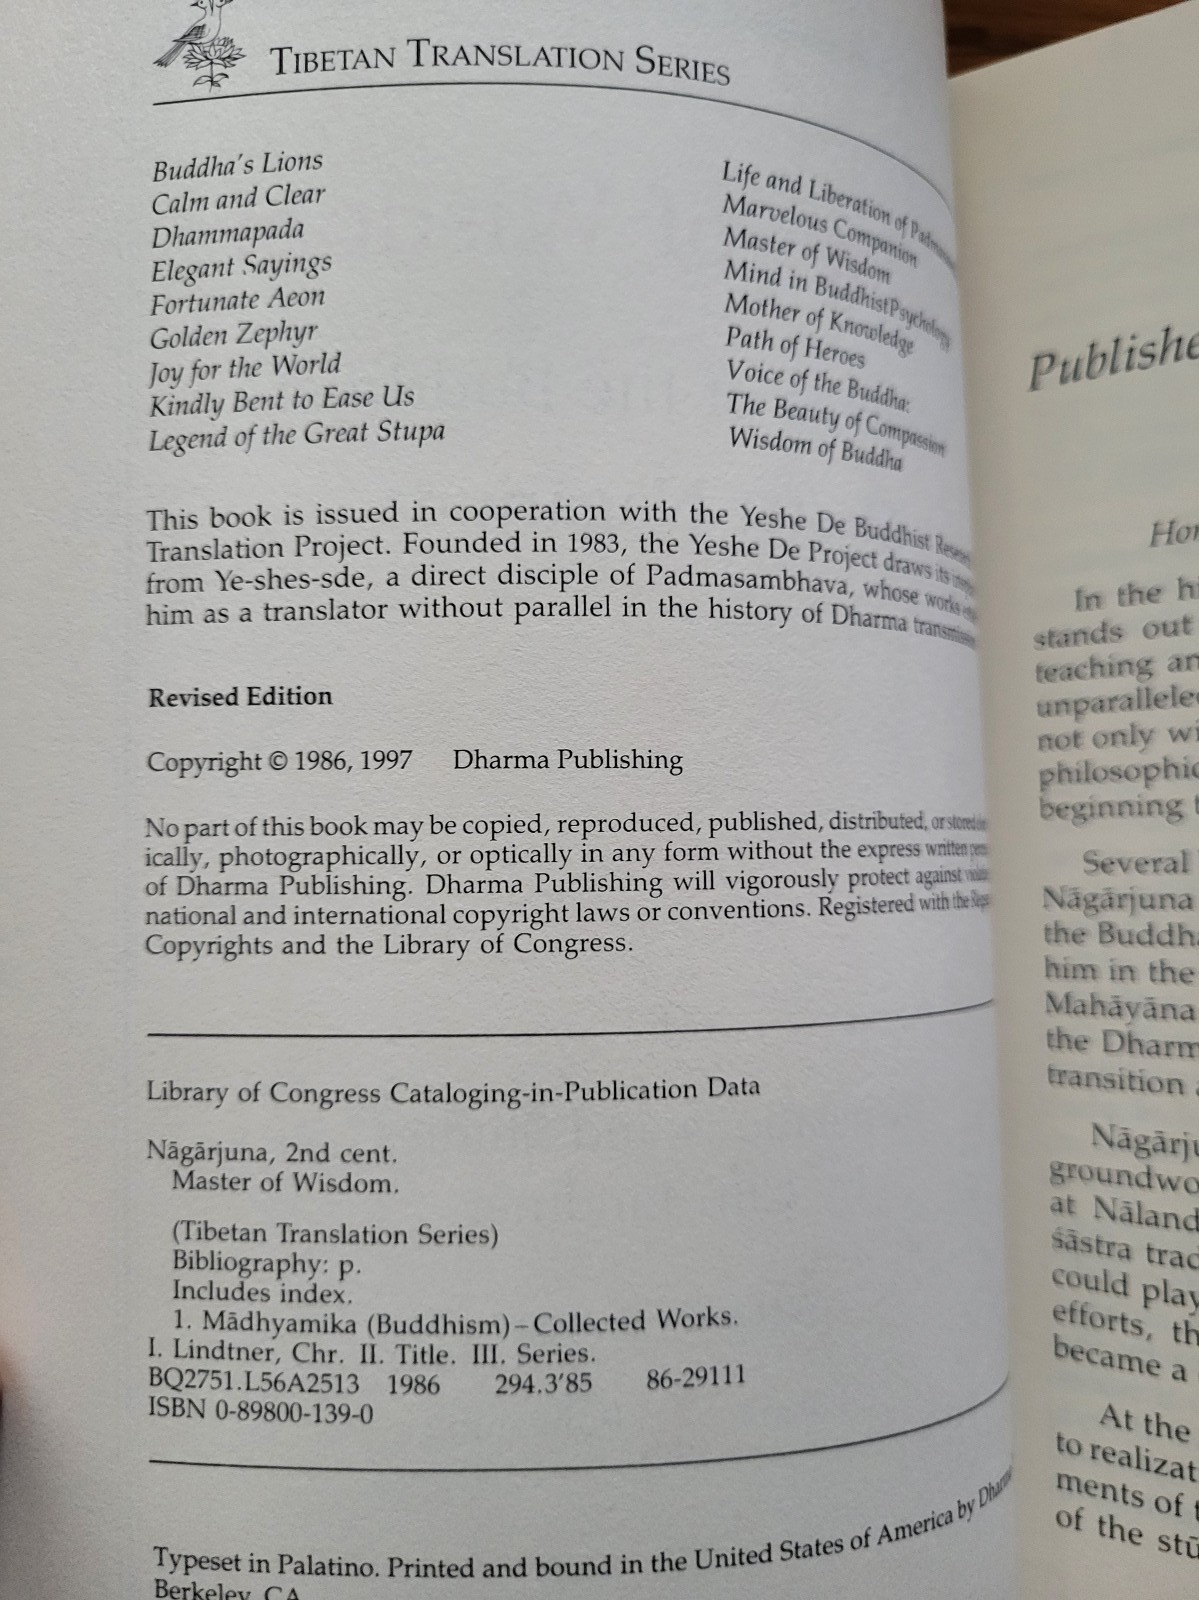 TIBETAN TRANSLATION SERIES
Buddha's Lions
Calm and Clear
Dhammapada
Elegant Sayings
Fortunate Aeon
Golden Zephyr
Joy for the World
Kindly Bent to Ease Us
Legend of the Great Stupa
Life and Liberation of
Marvelous Companion
Master of Wisdom
Mind in Buddhist Psychology
Mother of Knowledge
Path of Heroes
Voice of the Buddha:
The Beauty of Compassion
Wisdom of Buddha
This book is issued in cooperation with the Yeshe De Buddhist
Translation Project. Founded in 1983, the Yeshe De Project draws its
from Ye-shes-sde, a direct disciple of Padmasambhava, whose works
him as a translator without parallel in the history of Dharma
Revised Edition
Copyright © 1986, 1997 Dharma Publishing
No part of this book may be copied, reproduced, published, distributed, or stored
ically, photographically, or optically in any form without the express written
of Dharma Publishing. Dharma Publishing will vigorously protect against
national and international copyright laws or conventions. Registered with the
Copyrights and the Library of Congress.
Library of Congress Cataloging-in-Publication Data
Nāgārjuna, 2nd cent.
Master of Wisdom.
(Tibetan Translation Series)
Bibliography: p.
Includes index.
1. Mādhyamika (Buddhism)–Collected Works.
I. Lindtner, Chr. II. Title. III. Series.
BQ2751.L56A2513 1986 294.3'85 86-29111
ISBN 0-89800-139-0
Typeset in Palatino. Printed and bound in the United States of America by
Berkeley, CA
Publishe
Hor
In the h
stands out
teaching an
unparallele
not only wi
philosophic
beginning t
Several
Nāgārjuna
the Buddha
him in the
Mahāyāna
the Dharm
transition a
Nāgārju
groundwo
at Nāland
śāstra trad
could play
efforts, th
became a
At the
to realizat
ments of t
of the stū